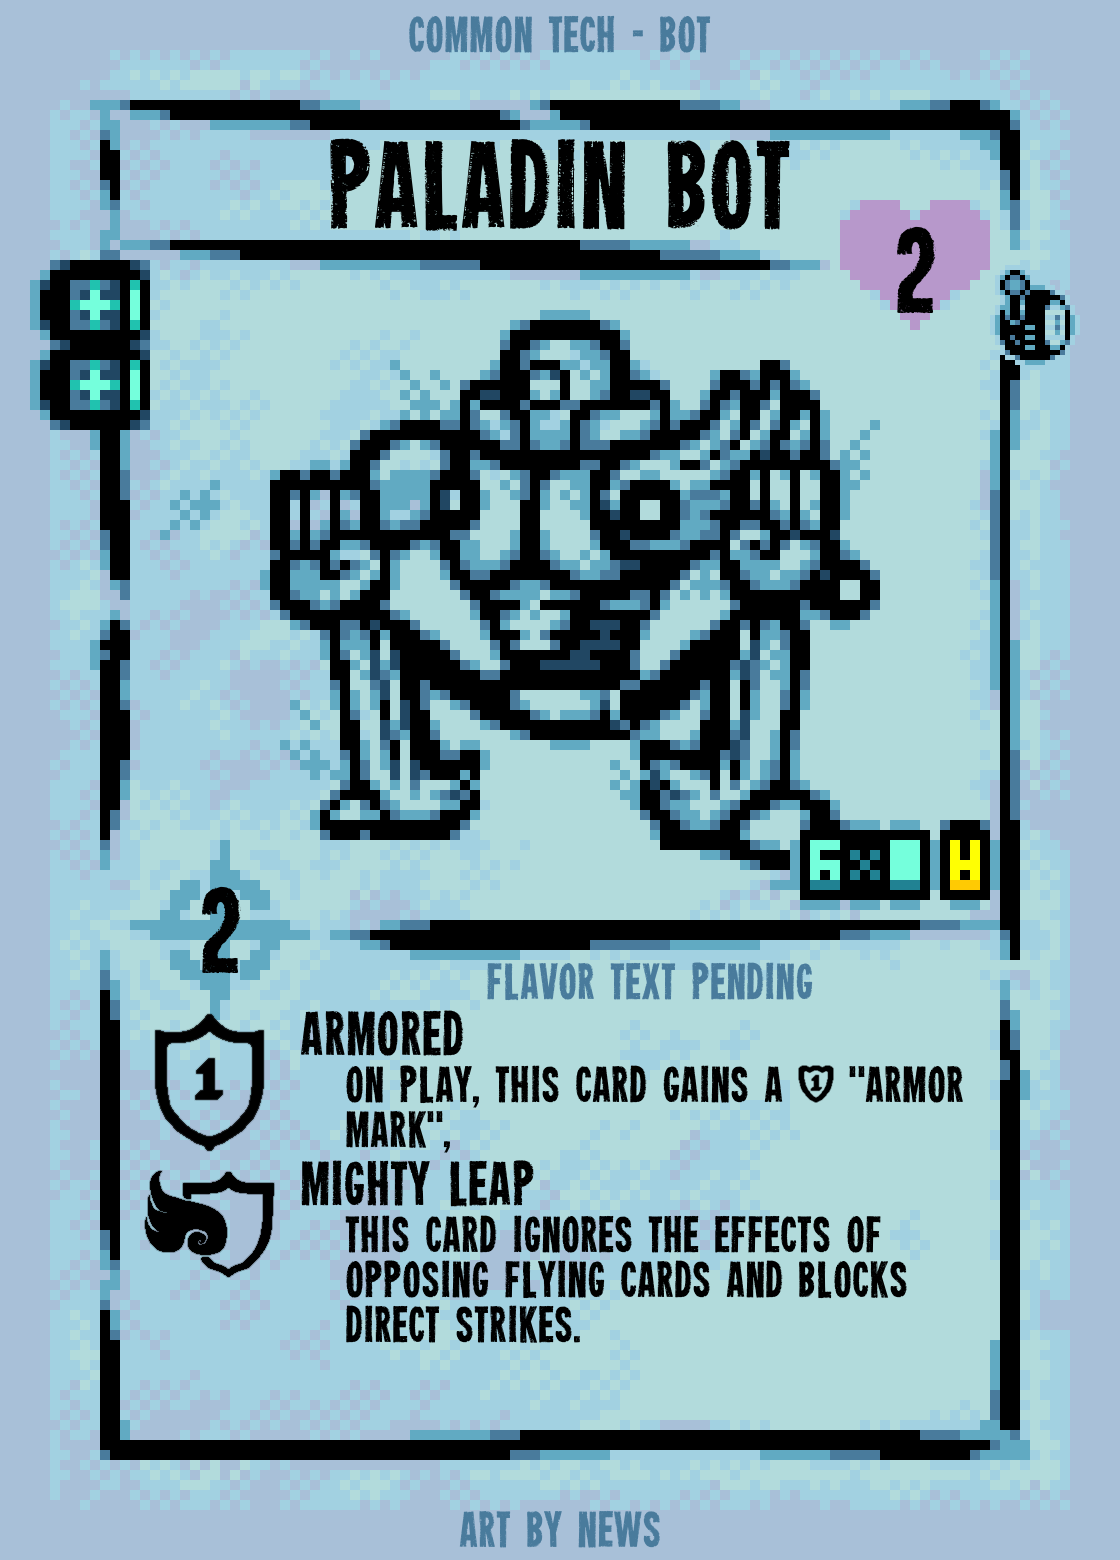 COMMON TECH - BOT
PALADIN BOT
2
2
FLAVOR TEXT PENDING
ARMORED
1
ON PLAY, THIS CARD GAINS A 1 "ARMOR
MARK",
MIGHTY LEAP
THIS CARD IGNORES THE EFFECTS OF
OPPOSING FLYING CARDS AND BLOCKS
DIRECT STRIKES.
ART BY NEWS